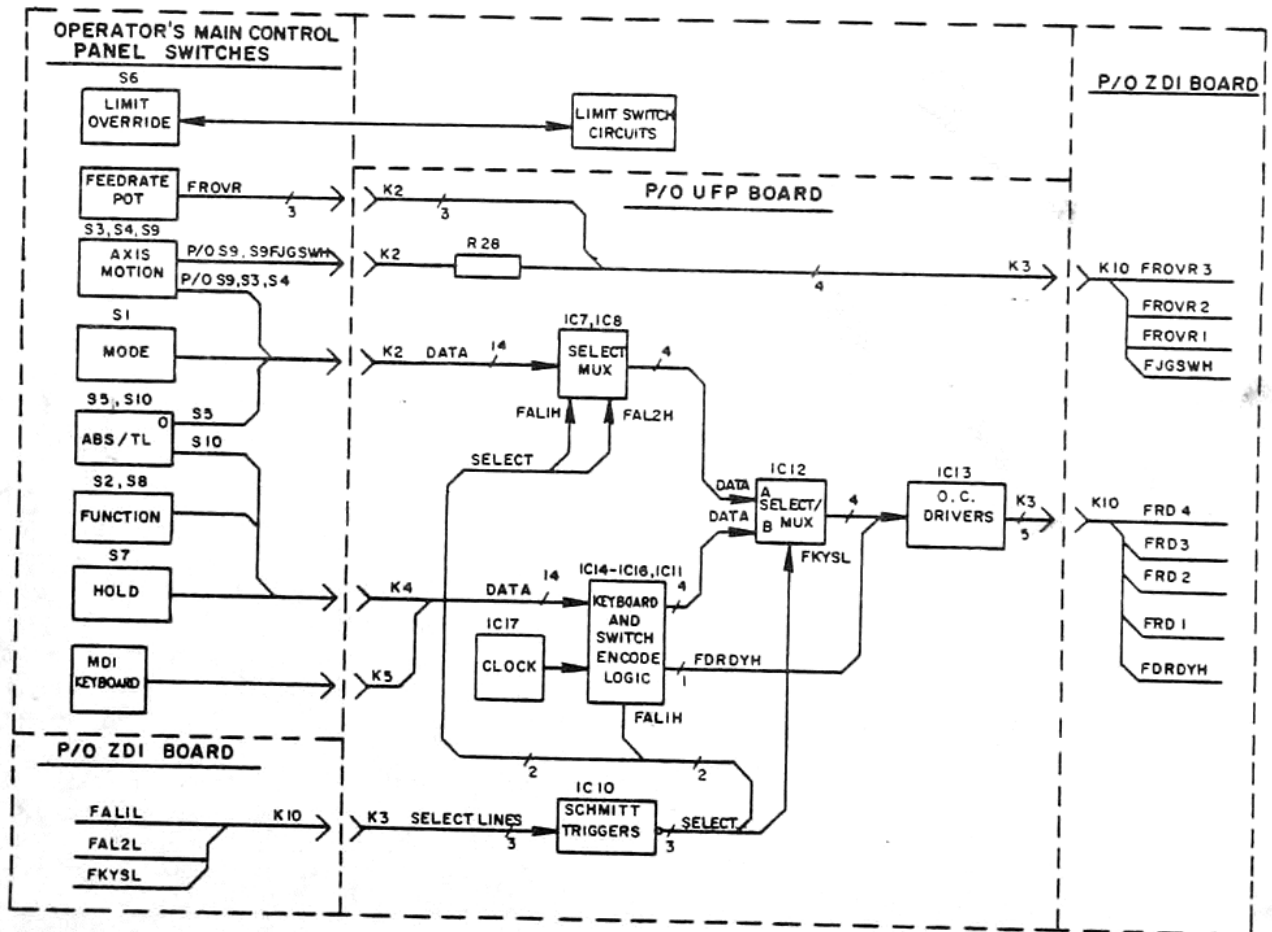 OPERATOR'S MAIN CONTROL
PANEL SWITCHES
S6
LIMIT
OVERRIDE
LIMIT SWITCH
CIRCUITS
P/O ZDI BOARD
FEEDRATE
POT
FROVR
3
K2
3
P/O UFP BOARD
S3, S4, S9
AXIS
MOTION
P/O S9, S9FJGSWH
P/O S9, S3, S4
K2
R28
4
K3
K10 FROVR 3
FROVR 2
FROVR 1
FJGSWH
S1
MODE
K2
DATA
14
IC7, IC8
SELECT
MUX
4
FAL1H
FAL2H
SELECT
S5, S10
ABS/TL
O
S5
S10
S2, S8
FUNCTION
S7
HOLD
MDI
KEYBOARD
K4
K5
DATA
14
IC17
CLOCK
IC14-IC16, IC11
KEYBOARD
AND
SWITCH
ENCODE
LOGIC
4
FDRDYH
1
FAL1H
DATA
DATA
IC12
A
SELECT/
B MUX
4
FKYSL
IC13
O.C.
DRIVERS
K3
5
K10
FRD 4
FRD 3
FRD 2
FRD 1
FDRDYH
2
2
P/O ZDI BOARD
FAL1L
FAL2L
FKYSL
K10
K3
SELECT LINES
3
IC10
SCHMITT
TRIGGERS
SELECT
3